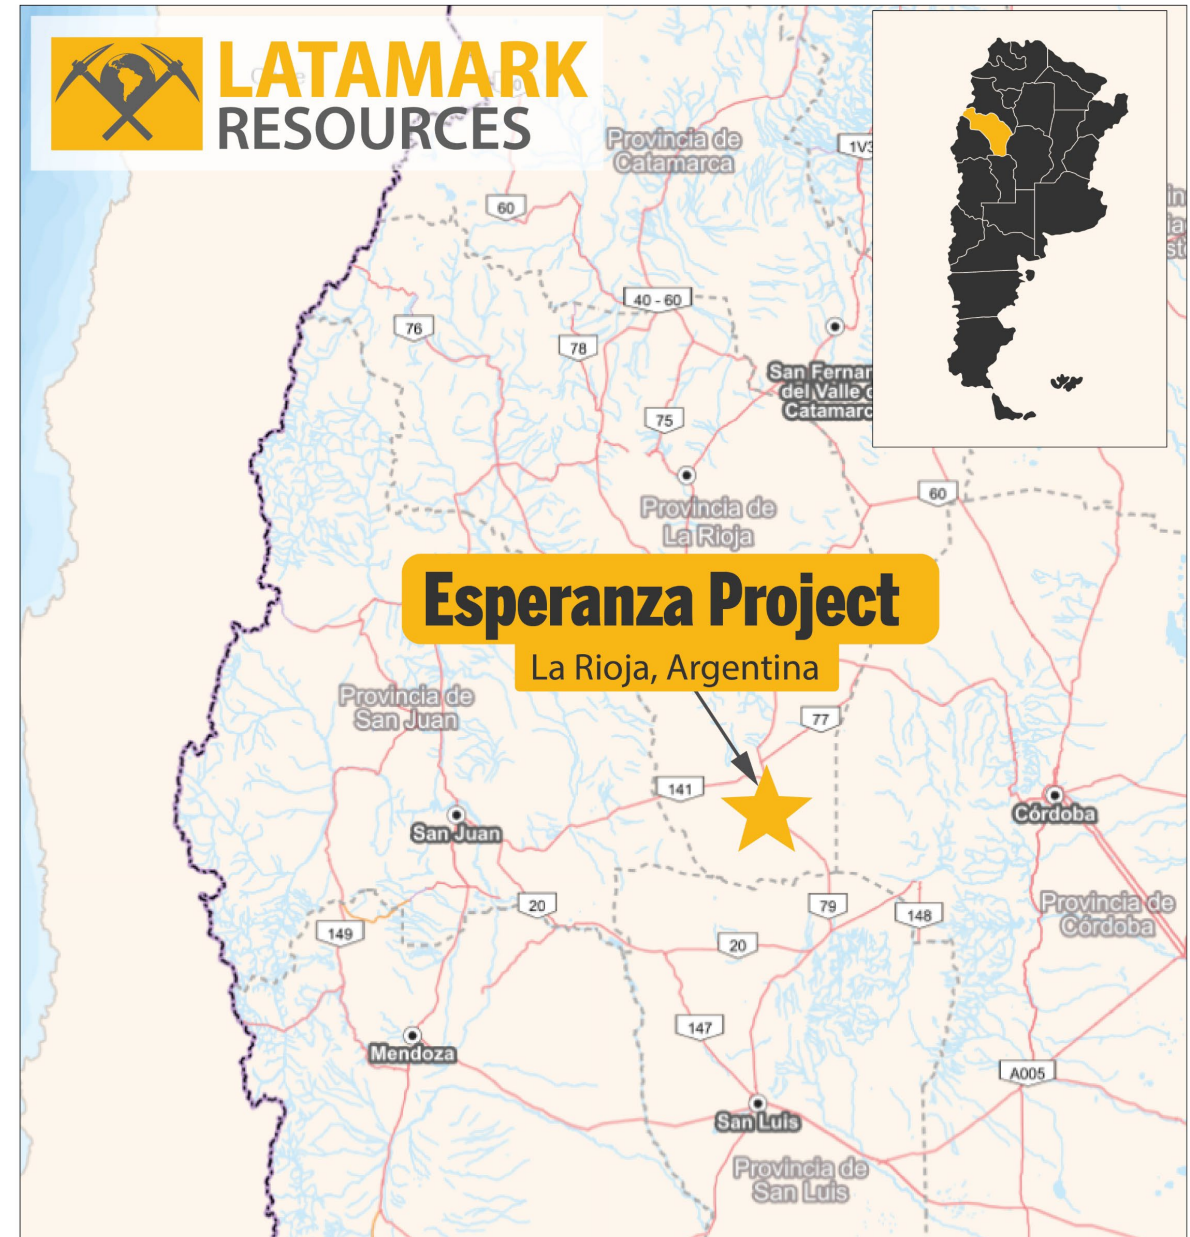 LATAMARK
RESOURCES
Provincia de
Catamarca
60
40 - 60
76
78
San Fernan
del Valle
Catamarc
75
60
Provincia de
La Rioja
Esperanza Project
La Rioja, Argentina
Provincia de
San Juan
77
141
San Juan
Córdoba
20
79
148
Provincia de
Córdoba
149
20
147
Mendoza
A005
San Luis
Provincia de
San Luis